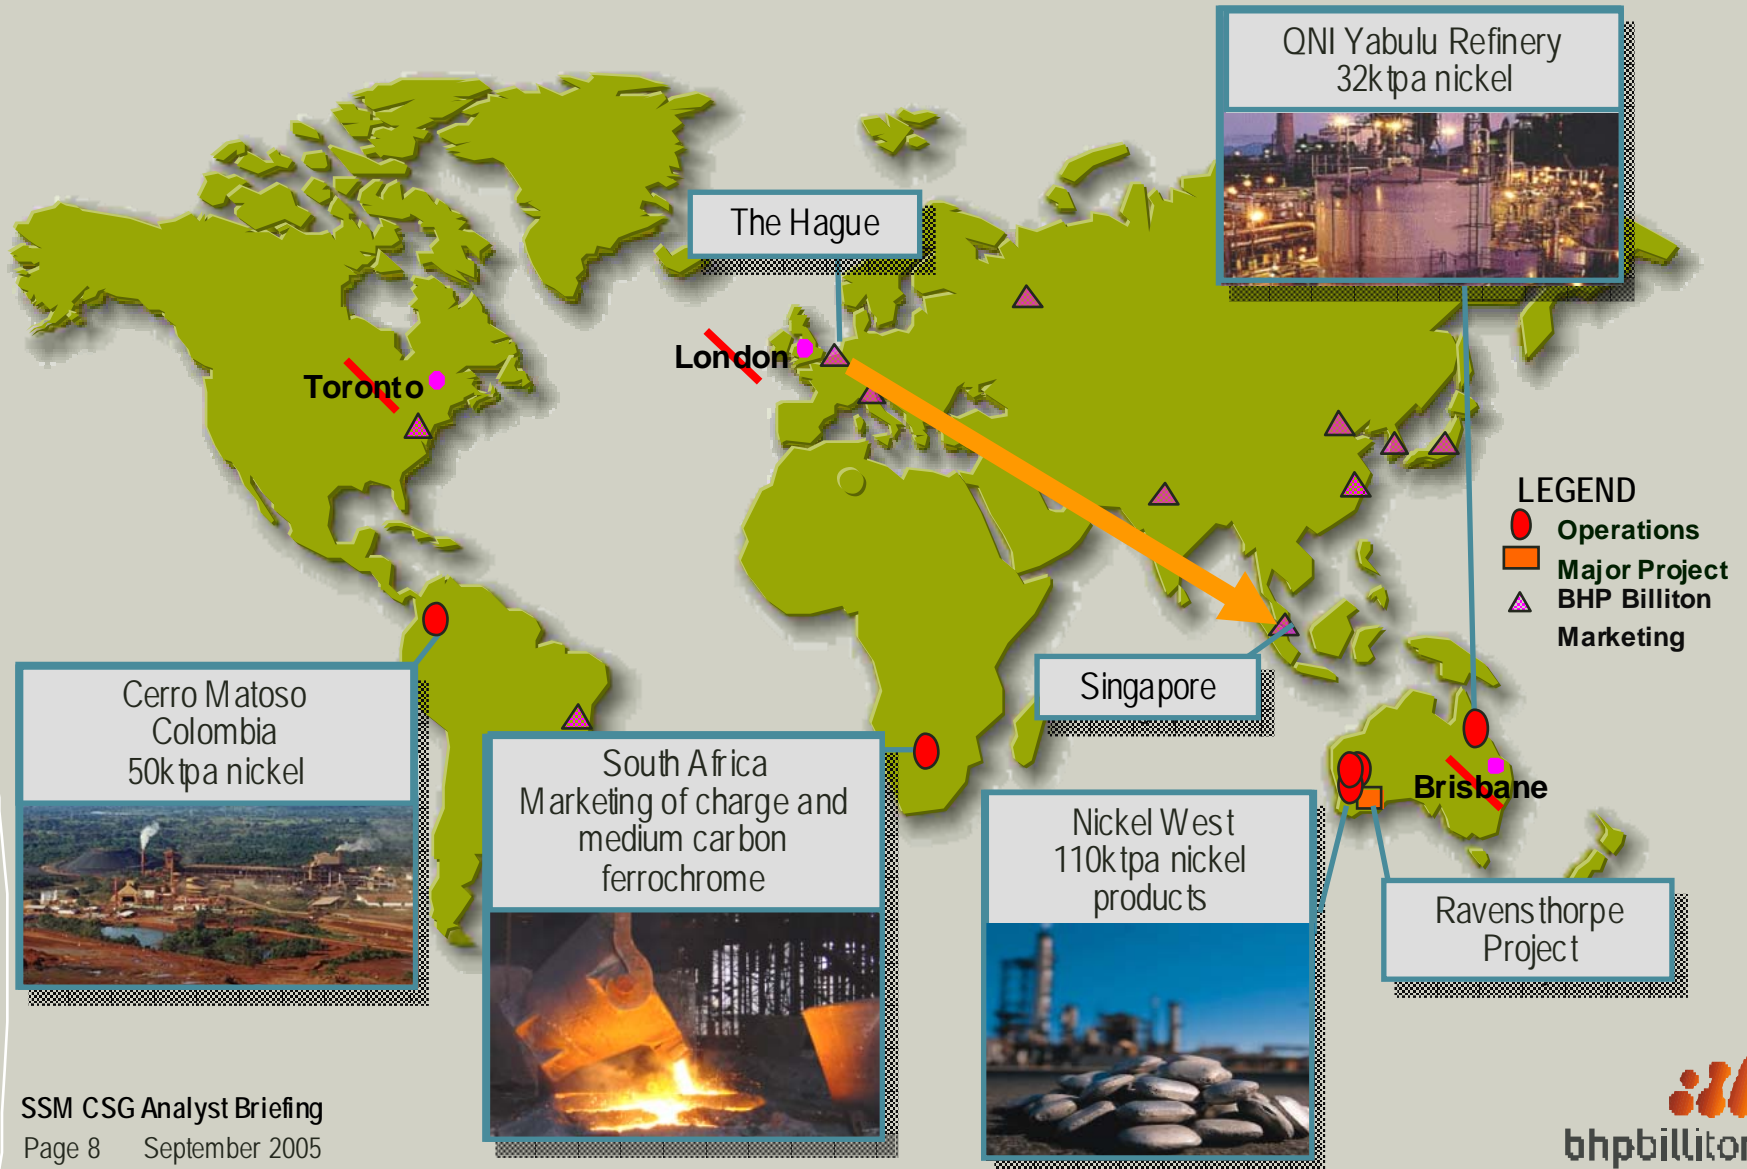 QNI Yabulu Refinery
32ktpa nickel
The Hague
London
Toronto
LEGEND
Operations
Major Project
BHP Billiton
Marketing
Singapore
Cerro Matoso
Colombia
50ktpa nickel
South Africa
Marketing of charge and
medium carbon
ferrochrome
Brisbane
Nickel West
110ktpa nickel
products
Ravensthorpe
Project
SSM CSG Analyst Briefing
Page 8 September 2005
bhpbilliton